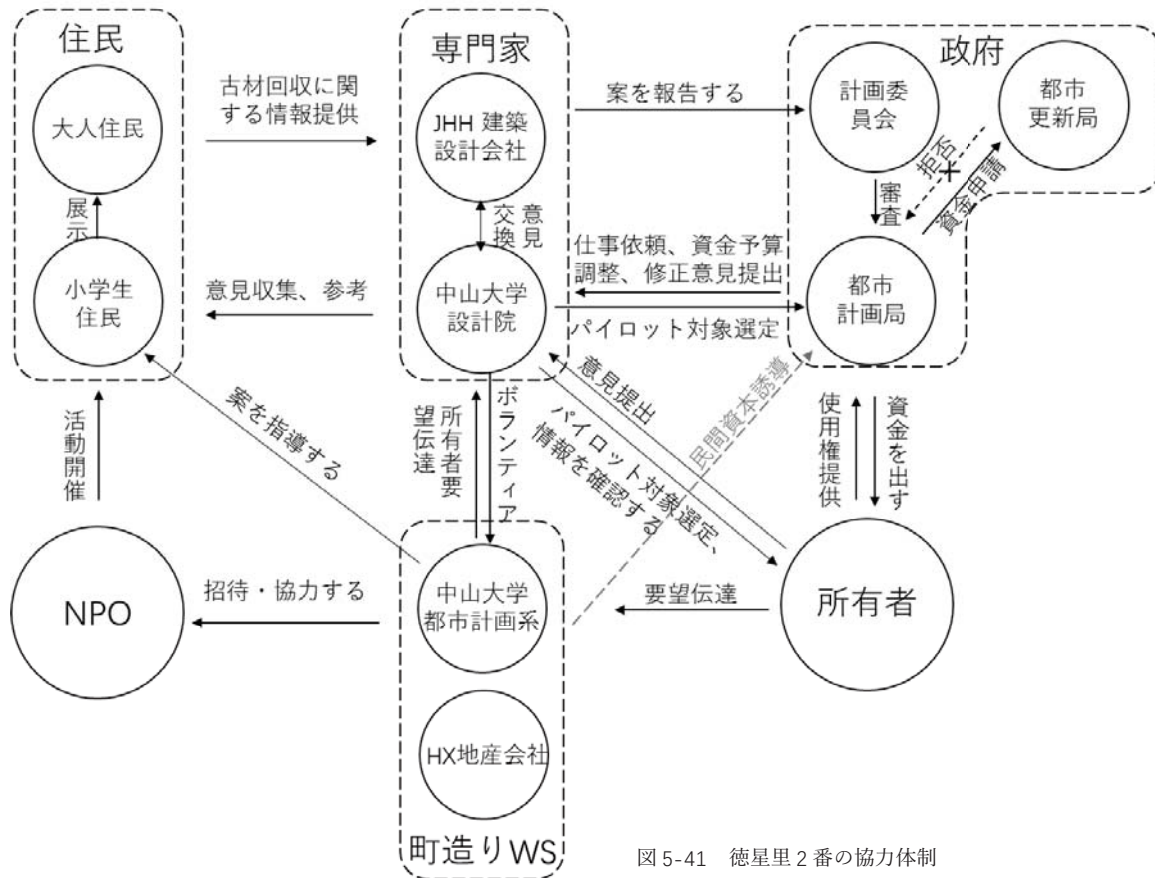 住民
大人住民
展示
小学生
住民
古材回収に関
する情報提供
意見収集、参考
専門家
JHH 建築
設計会社
意見
交換
中山大学
設計院
案を報告する
仕事依頼、資金予算
調整、修正意見提出
パイロット対象選定
政府
計画委
員会
都市
更新局
拒否
資金申請
審査
都市
計画局
活動開催
案を指導する
所有者要
望伝達
ボランティア
意見提出
パイロット対象選定、
情報を確認する
民間資本誘導
使用権提供
資金を出す
NPO
招待・協力する
中山大学
都市計画系
HX地産会社
町造りWS
要望伝達
所有者
図 5-41 徳星里 2 番の協力体制